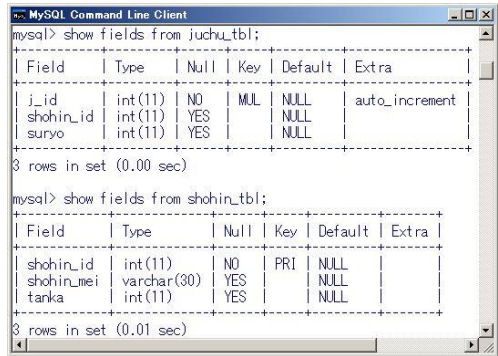 MySQL Command Line Client
mysql> show fields from juchu_tbl;
+-----------+---------+------+-----+---------+----------------+
| Field | Type | Null | Key | Default | Extra |
+-----------+---------+------+-----+---------+----------------+
| j_id | int(11) | NO | MUL | NULL | auto_increment |
| shohin_id | int(11) | YES | | NULL | |
| suryo | int(11) | YES | | NULL | |
+-----------+---------+------+-----+---------+----------------+
3 rows in set (0.00 sec)
mysql> show fields from shohin_tbl;
+------------+-------------+------+-----+---------+-------+
| Field | Type | Null | Key | Default | Extra |
+------------+-------------+------+-----+---------+-------+
| shohin_id | int(11) | NO | PRI | NULL | |
| shohin_mei | varchar(30) | YES | | NULL | |
| tanka | int(11) | YES | | NULL | |
+------------+-------------+------+-----+---------+-------+
3 rows in set (0.01 sec)